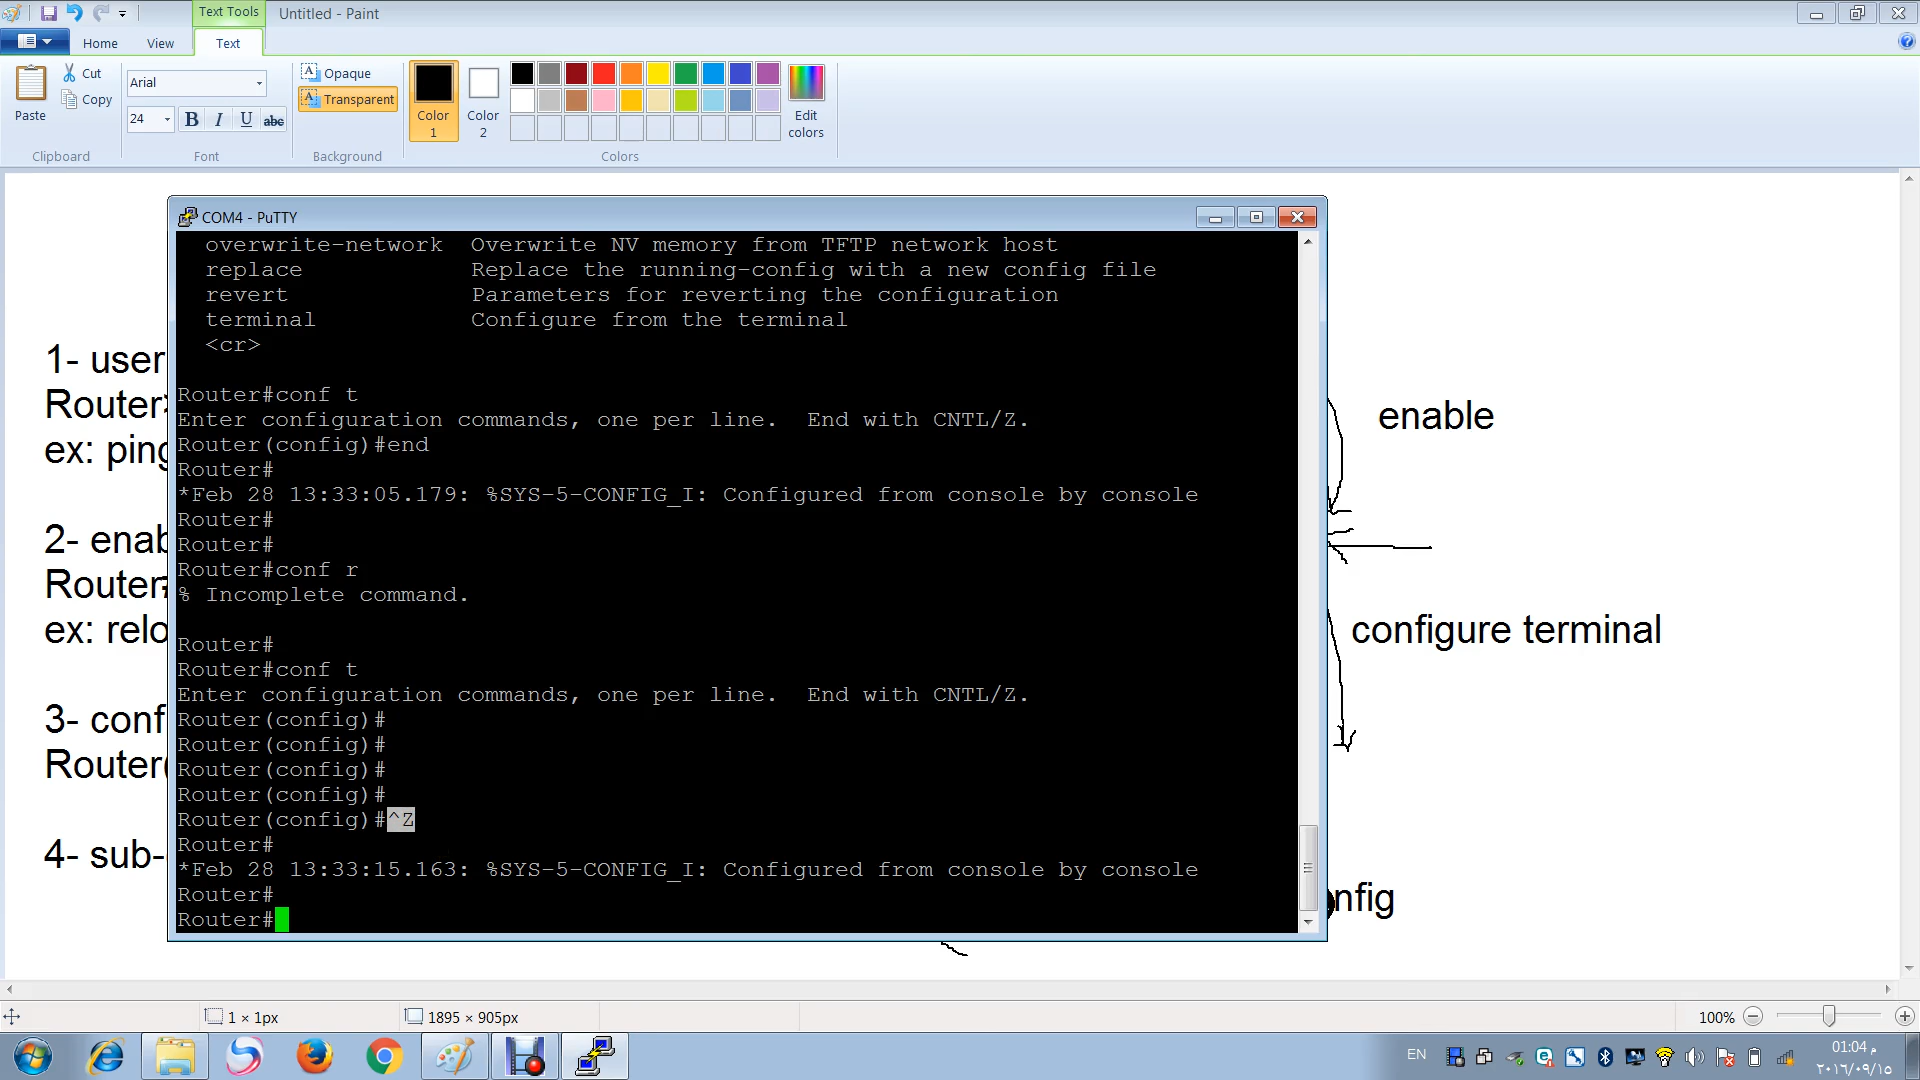 Text Tools
Untitled - Paint
Home
View
Text
Paste
Cut
Copy
Clipboard
Arial
24
B
I
U
abc
Font
Opaque
Transparent
Background
Color
1
Color
2
Edit
colors
Colors
COM4 - PuTTY
overwrite-network  Overwrite NV memory from TFTP network host
replace            Replace the running-config with a new config file
revert             Parameters for reverting the configuration
terminal           Configure from the terminal
<cr>
Router#conf t
Enter configuration commands, one per line.  End with CNTL/Z.
Router(config)#end
Router#
*Feb 28 13:33:05.179: %SYS-5-CONFIG_I: Configured from console by console
Router#
Router#
Router#conf r
% Incomplete command.
Router#
Router#conf t
Enter configuration commands, one per line.  End with CNTL/Z.
Router(config)#
Router(config)#
Router(config)#
Router(config)#
Router(config)#^Z
Router#
*Feb 28 13:33:15.163: %SYS-5-CONFIG_I: Configured from console by console
Router#
Router#
1- user
Router>
ex: ping
2- enab
Router#
ex: relo
3- conf
Router(
4- sub-
enable
configure terminal
nfig
1 × 1px
1895 × 905px
100%
EN
01:04 م
٢٠١٦/٠٩/١٥